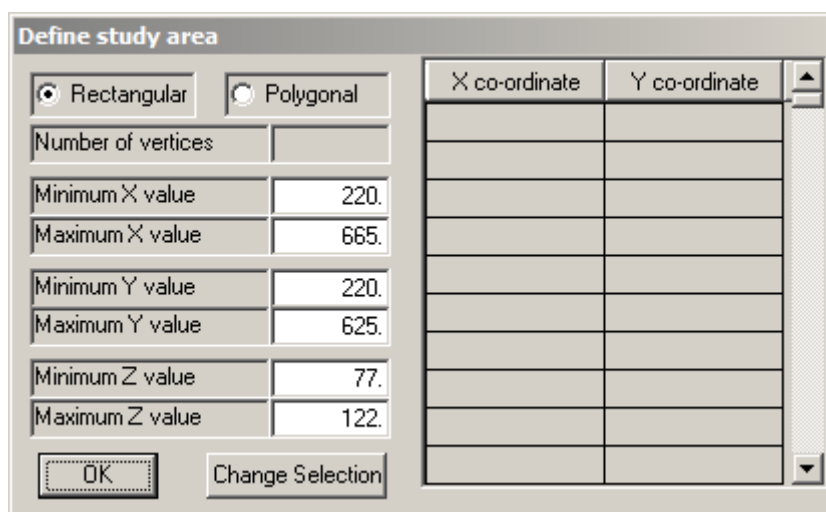 Define study area
Rectangular Polygonal
Number of vertices
Minimum X value 220.
Maximum X value 665.
Minimum Y value 220.
Maximum Y value 625.
Minimum Z value 77.
Maximum Z value 122.
OK Change Selection
X co-ordinate Y co-ordinate